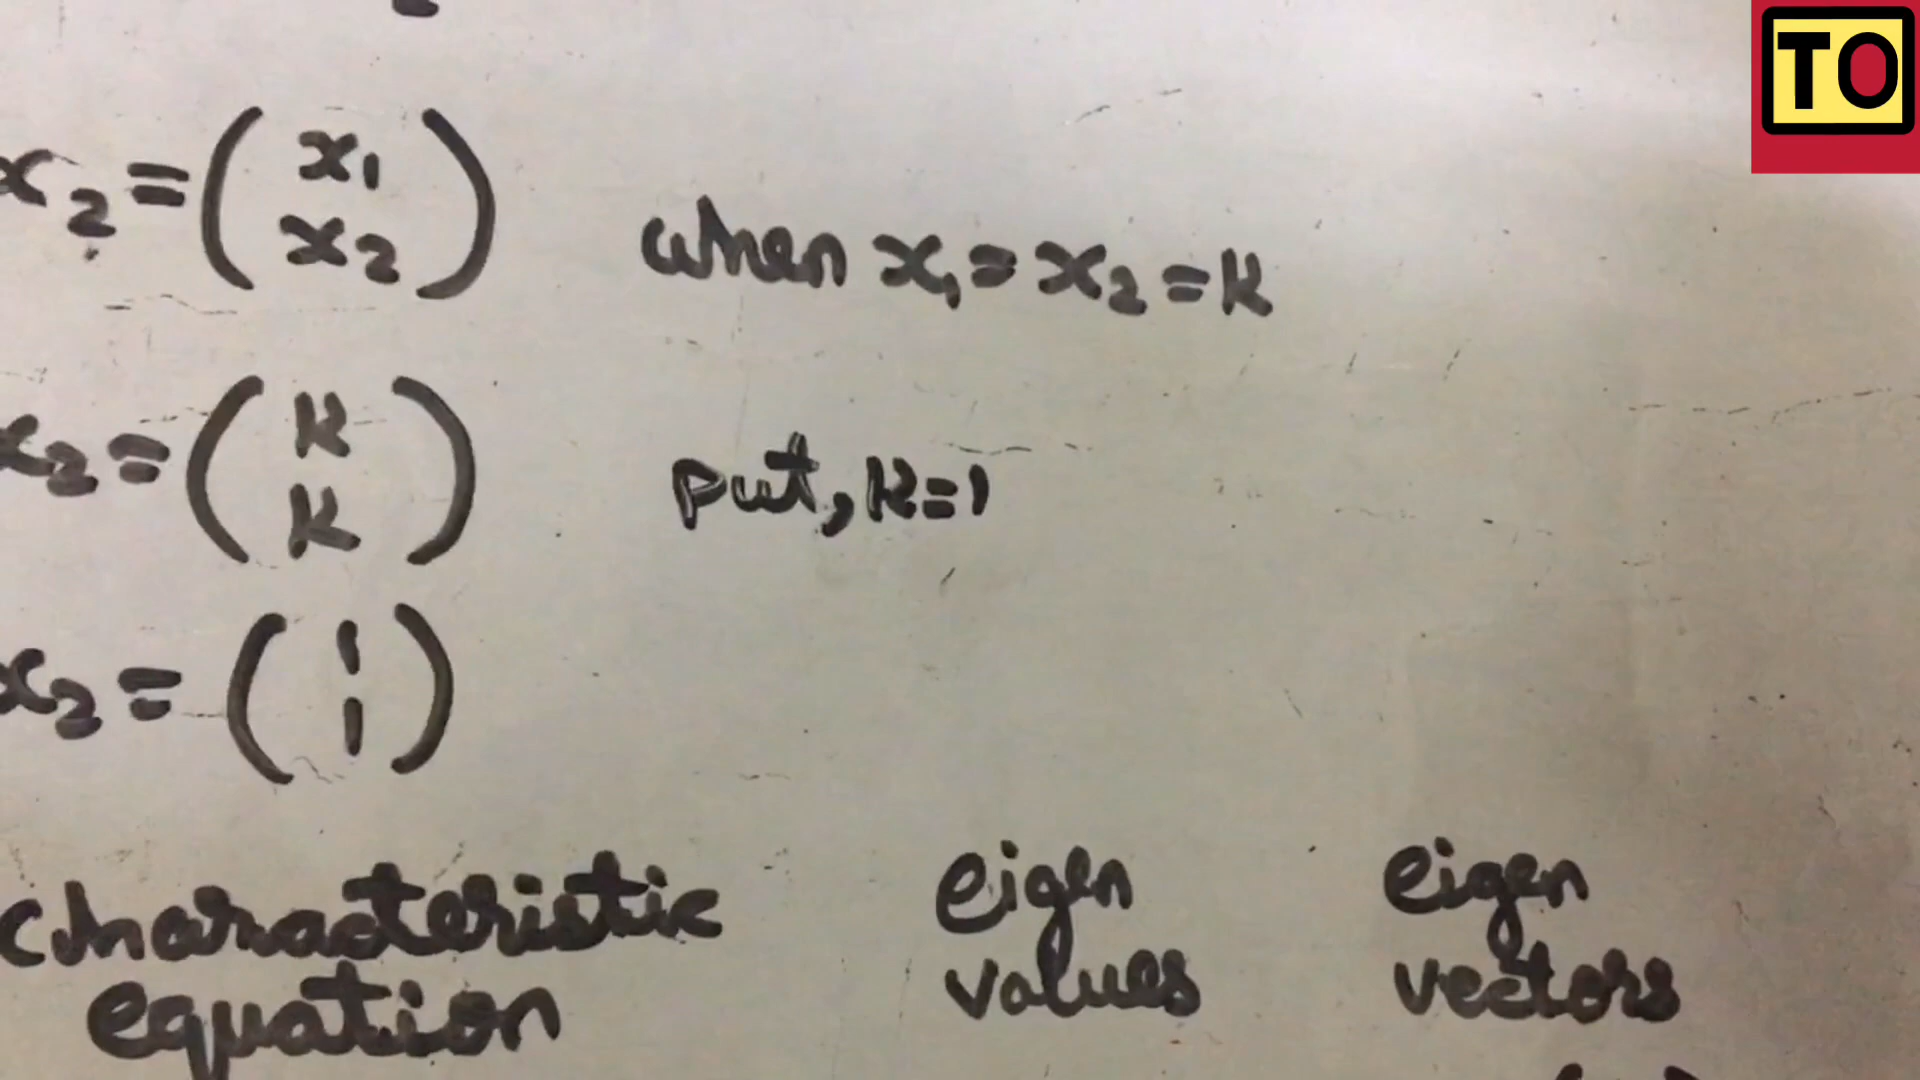 TO
x2 = ( x1
x2 ) when x1 = x2 = k
x2 = ( k
k ) put, k=1
x2 = ( 1
1 )
characteristic equation
eigen values
eigen vectors